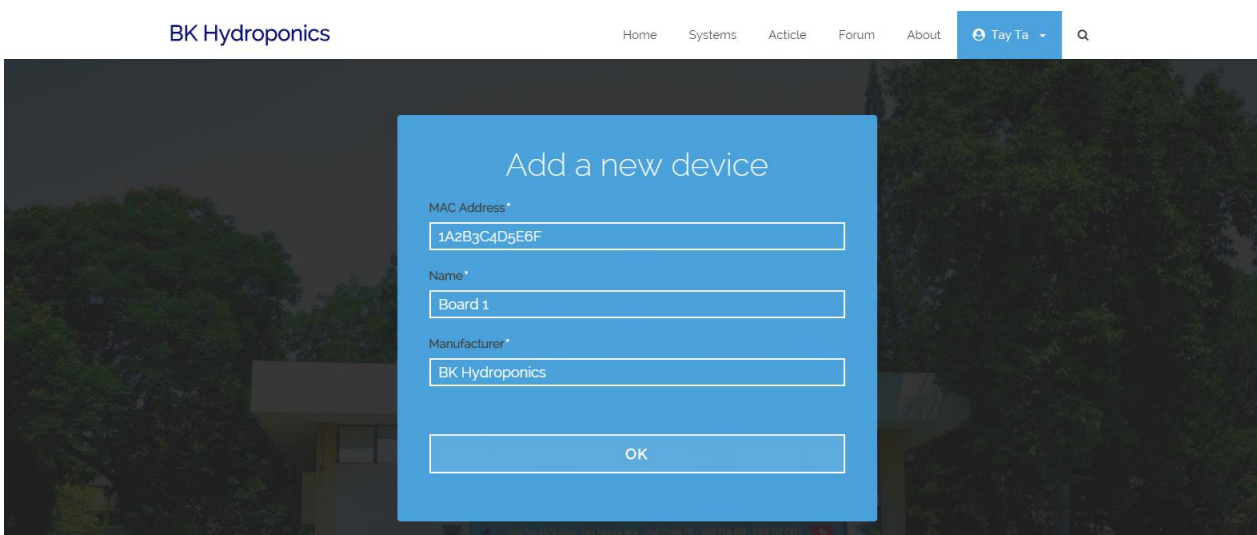 BK Hydroponics
Home Systems Acticle Forum About Tay Ta
Add a new device
MAC Address*
1A2B3C4D5E6F
Name*
Board 1
Manufacturer*
BK Hydroponics
OK